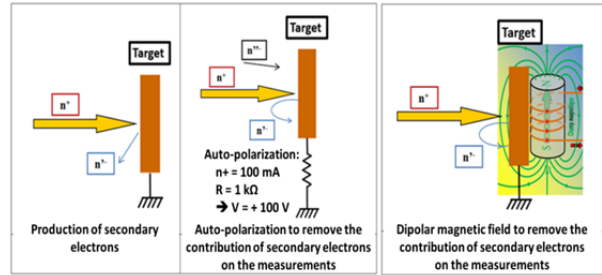 Target
n⁺
n’⁻
Production of secondary
electrons
Target
n’’⁻
n⁺
n’⁻
Auto-polarization:
n+ = 100 mA
R = 1 kΩ
➔ V = + 100 V
Auto-polarization to remove the
contribution of secondary electrons
on the measurements
Target
n⁺
n’⁻
N
S
Dipolar magnetic field to remove the
contribution of secondary electrons
on the measurements